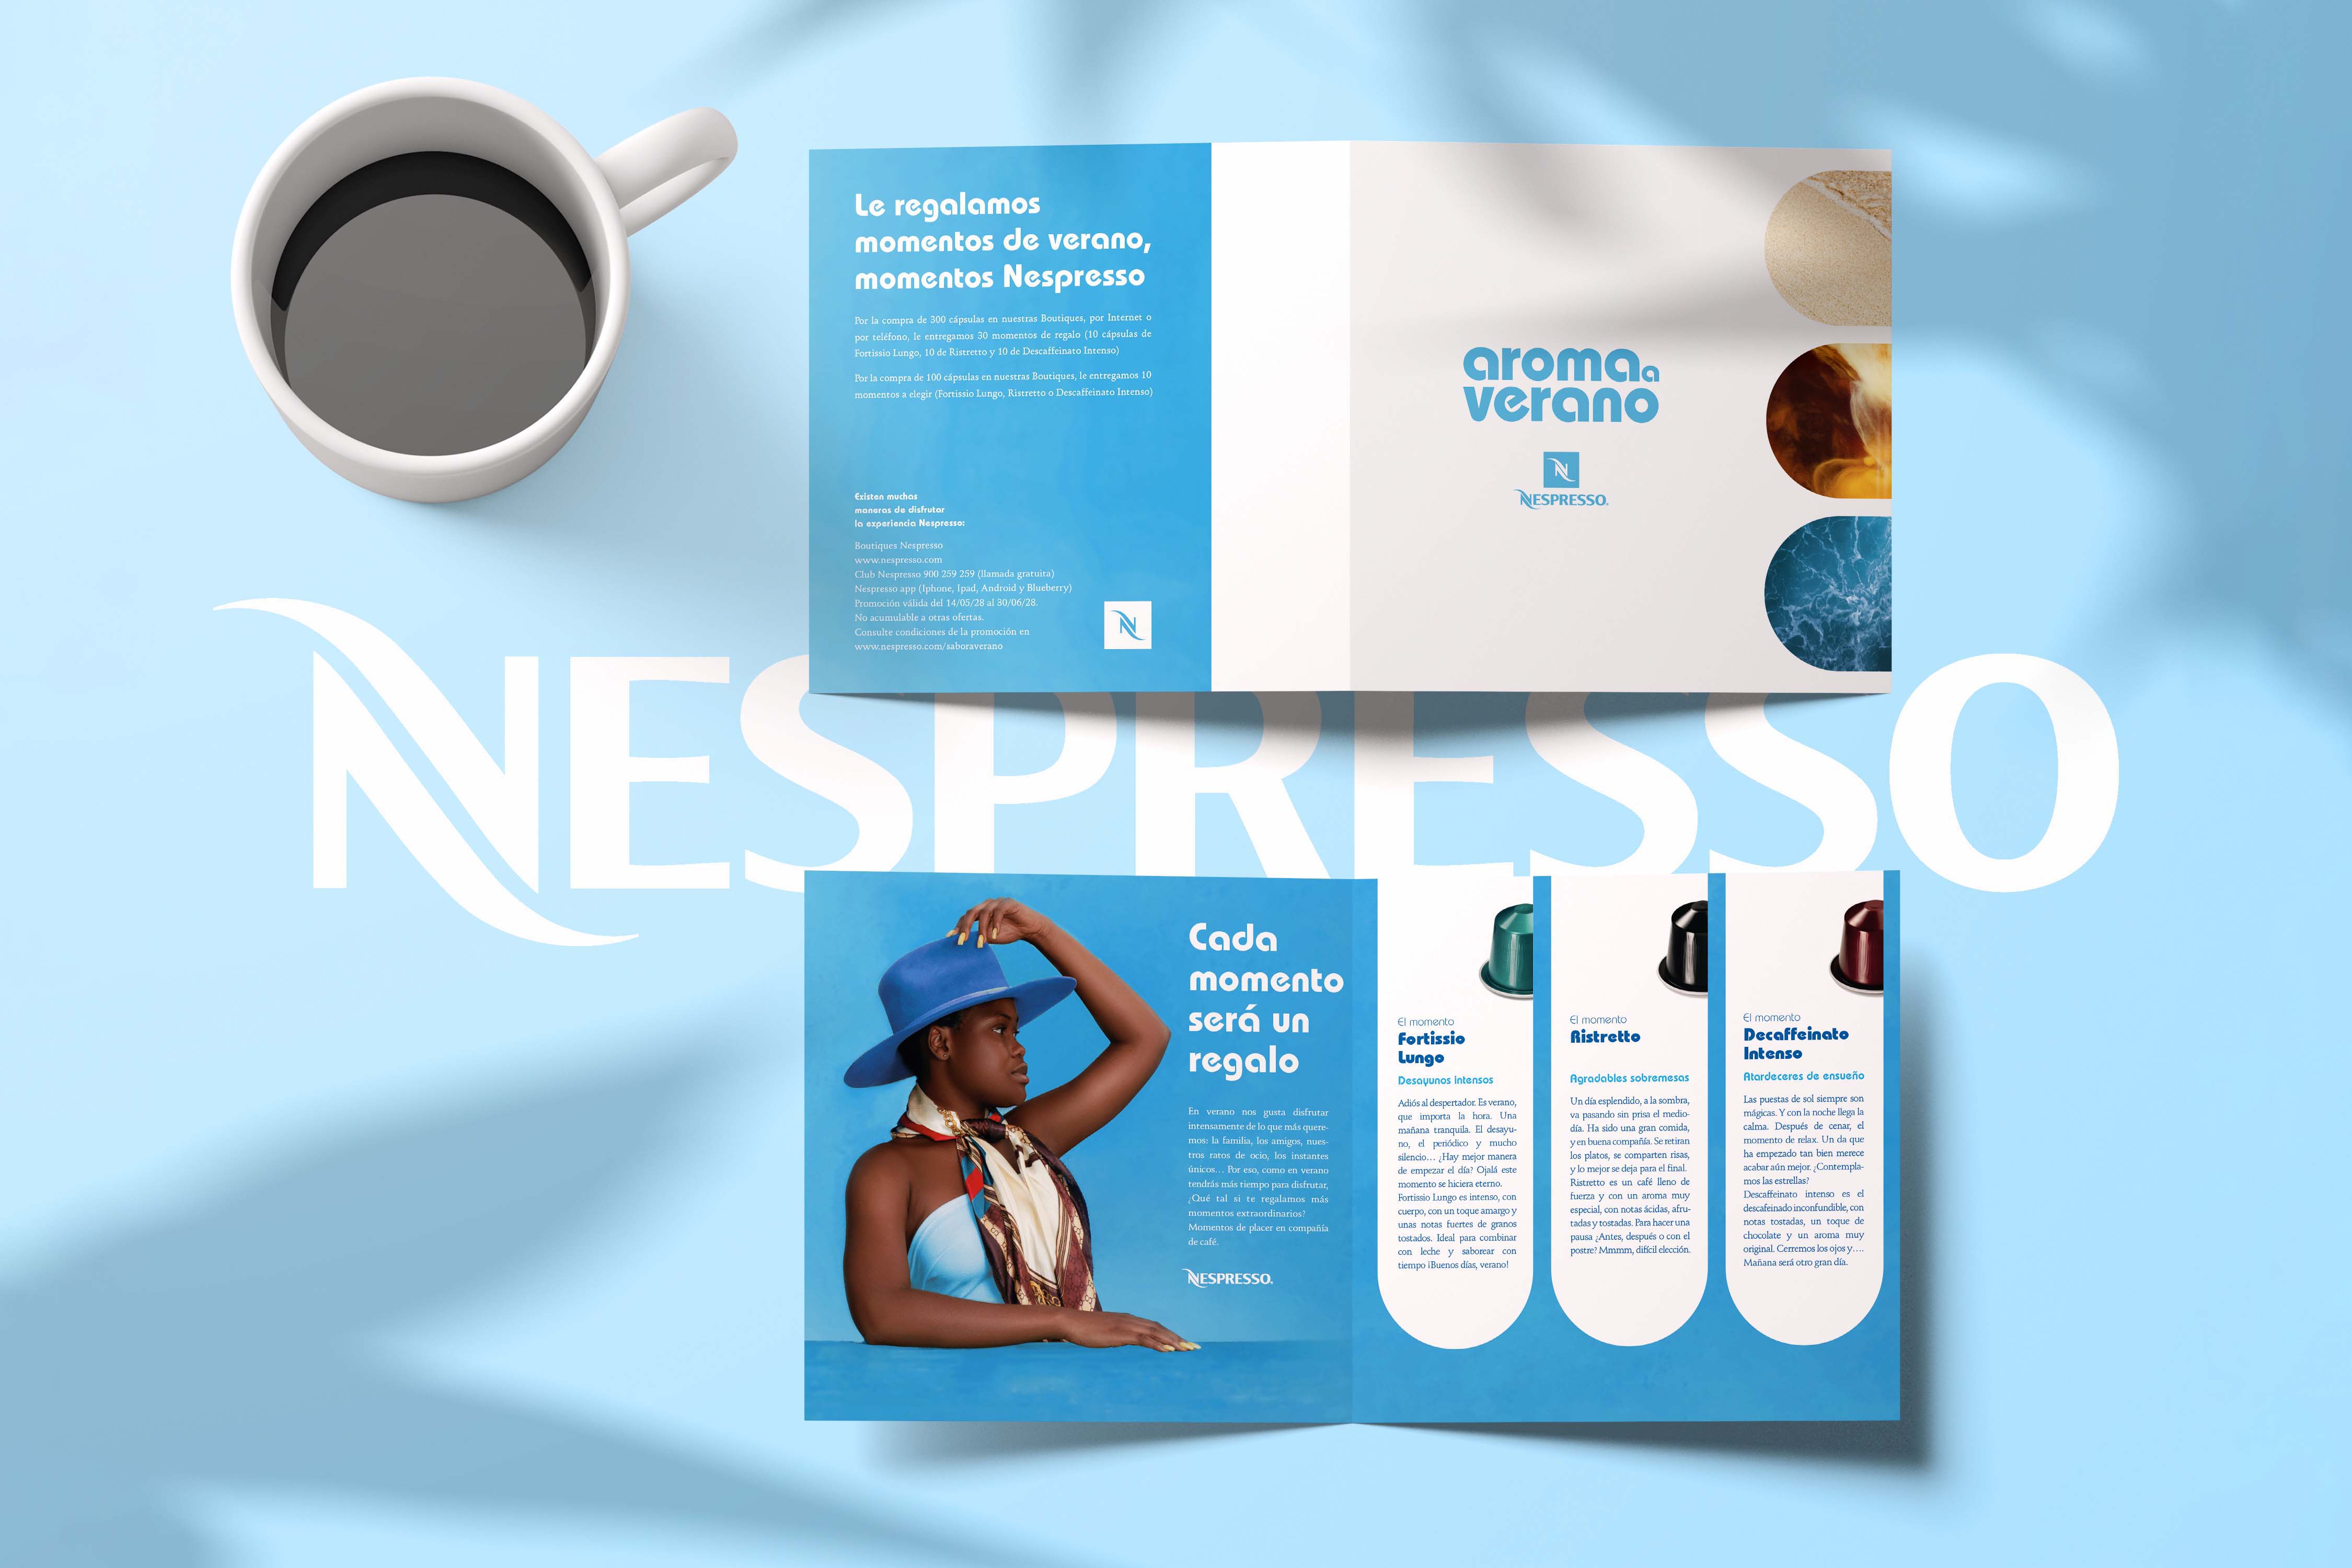 Le regalamos
momentos de verano,
momentos Nespresso
Por la compra de 300 cápsulas en nuestras Boutiques, por Internet o
por teléfono, le entregamos 30 momentos de regalo (10 cápsulas de
Fortissio Lungo, 10 de Ristretto y 10 de Descaffeinato Intenso)
Por la compra de 100 cápsulas en nuestras Boutiques, le entregamos 10
momentos a elegir (Fortissio Lungo, Ristretto o Descaffeinato Intenso)
Existen muchas
maneras de disfrutar
la experiencia Nespresso:
Boutiques Nespresso
www.nespresso.com
Club Nespresso 900 259 259 (llamada gratuita)
Nespresso app (Iphone, Ipad, Android y Blueberry)
Promoción válida del 14/05/28 al 30/06/28.
No acumulable a otras ofertas.
Consulte condiciones de la promoción en
www.nespresso.com/saboraverano
N
aroma a
verano
N
NESPRESSO.
NESPRESSO
Cada
momento
será un
regalo
En verano nos gusta disfrutar
intensamente de lo que más quere-
mos: la familia, los amigos, nues-
tros ratos de ocio, los instantes
únicos... Por eso, como en verano
tendrás más tiempo para disfrutar,
¿Qué tal si te regalamos más
momentos extraordinarios?
Momentos de placer en compañía
de café.
NESPRESSO.
El momento
Fortissio
Lungo
Desayunos intensos
Adiós al despertador. Es verano,
que importa la hora. Una
mañana tranquila. El desayu-
no, el periódico y mucho
silencio... ¿Hay mejor manera
de empezar el día? Ojalá este
momento se hiciera eterno.
Fortissio Lungo es intenso, con
cuerpo, con un toque amargo y
unas notas fuertes de granos
tostados. Ideal para combinar
con leche y saborear con
tiempo ¡Buenos días, verano!
El momento
Ristretto
Agradables sobremesas
Un día esplendido, a la sombra,
va pasando sin prisa el medio-
día. Ha sido una gran comida,
y en buena compañía. Se retiran
los platos, se comparten risas,
y lo mejor se deja para el final.
Ristretto es un café lleno de
fuerza y con un aroma muy
especial, con notas ácidas, afru-
tadas y tostadas. Para hacer una
pausa ¿Antes, después o con el
postre? Mmmm, difícil elección.
El momento
Decaffeinato
Intenso
Atardeceres de ensueño
Las puestas de sol siempre son
mágicas. Y con la noche llega la
calma. Después de cenar, el
momento de relax. Un da que
ha empezado tan bien merece
acabar aún mejor. ¿Contempla-
mos las estrellas?
Descaffeinato intenso es el
descafeinado inconfundible, con
notas tostadas, un toque de
chocolate y un aroma muy
original. Cerremos los ojos y....
Mañana será otro gran día.